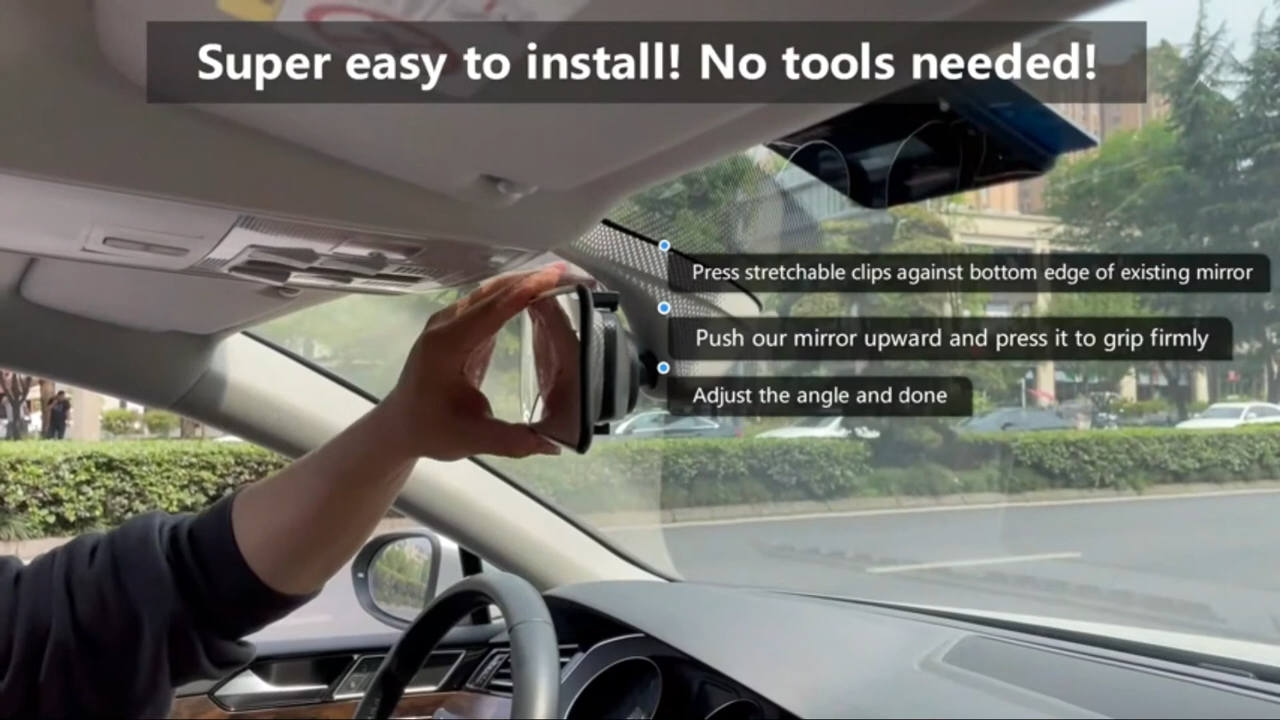 Super easy to install! No tools needed!
Press stretchable clips against bottom edge of existing mirror
Push our mirror upward and press it to grip firmly
Adjust the angle and done